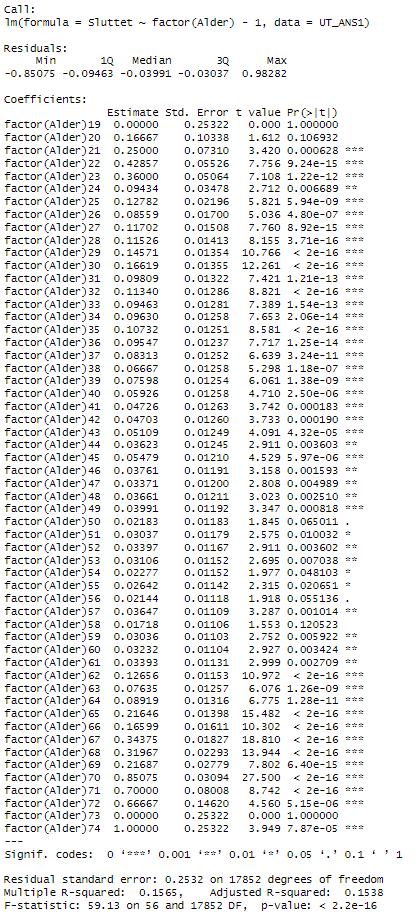 Call:
lm(formula = Sluttet ~ factor(Alder) - 1, data = UT_ANS1)
Residuals:
Min 1Q Median 3Q Max
-0.85075 -0.09463 -0.03991 -0.03037 0.98282
Coefficients:
Estimate Std. Error t value Pr(>|t|)
factor(Alder)19 0.00000 0.25322 0.000 1.000000
factor(Alder)20 0.16667 0.10338 1.612 0.106932
factor(Alder)21 0.25000 0.07310 3.420 0.000628 ***
factor(Alder)22 0.42857 0.05526 7.756 9.24e-15 ***
factor(Alder)23 0.36000 0.05064 7.108 1.22e-12 ***
factor(Alder)24 0.09434 0.03478 2.712 0.006689 **
factor(Alder)25 0.12782 0.02196 5.821 5.94e-09 ***
factor(Alder)26 0.08559 0.01700 5.036 4.80e-07 ***
factor(Alder)27 0.11702 0.01508 7.760 8.92e-15 ***
factor(Alder)28 0.11526 0.01413 8.155 3.71e-16 ***
factor(Alder)29 0.14571 0.01354 10.766 < 2e-16 ***
factor(Alder)30 0.16619 0.01355 12.261 < 2e-16 ***
factor(Alder)31 0.09809 0.01322 7.421 1.21e-13 ***
factor(Alder)32 0.11340 0.01286 8.821 < 2e-16 ***
factor(Alder)33 0.09463 0.01281 7.389 1.54e-13 ***
factor(Alder)34 0.09630 0.01258 7.653 2.06e-14 ***
factor(Alder)35 0.10732 0.01251 8.581 < 2e-16 ***
factor(Alder)36 0.09547 0.01237 7.717 1.25e-14 ***
factor(Alder)37 0.08313 0.01252 6.639 3.24e-11 ***
factor(Alder)38 0.06667 0.01258 5.298 1.18e-07 ***
factor(Alder)39 0.07598 0.01254 6.061 1.38e-09 ***
factor(Alder)40 0.05926 0.01258 4.710 2.50e-06 ***
factor(Alder)41 0.04726 0.01263 3.742 0.000183 ***
factor(Alder)42 0.04703 0.01260 3.733 0.000190 ***
factor(Alder)43 0.05109 0.01249 4.091 4.32e-05 ***
factor(Alder)44 0.03623 0.01245 2.911 0.003603 **
factor(Alder)45 0.05479 0.01210 4.529 5.97e-06 ***
factor(Alder)46 0.03761 0.01191 3.158 0.001593 **
factor(Alder)47 0.03371 0.01200 2.808 0.004989 **
factor(Alder)48 0.03661 0.01211 3.023 0.002510 **
factor(Alder)49 0.03991 0.01192 3.347 0.000818 ***
factor(Alder)50 0.02183 0.01183 1.845 0.065011 .
factor(Alder)51 0.03037 0.01179 2.575 0.010032 *
factor(Alder)52 0.03397 0.01167 2.911 0.003602 **
factor(Alder)53 0.03106 0.01152 2.695 0.007038 **
factor(Alder)54 0.02277 0.01152 1.977 0.048103 *
factor(Alder)55 0.02642 0.01142 2.315 0.020651 *
factor(Alder)56 0.02144 0.01118 1.918 0.055136 .
factor(Alder)57 0.03647 0.01109 3.287 0.001014 **
factor(Alder)58 0.01718 0.01106 1.553 0.120523
factor(Alder)59 0.03036 0.01103 2.752 0.005922 **
factor(Alder)60 0.03232 0.01104 2.927 0.003424 **
factor(Alder)61 0.03393 0.01131 2.999 0.002709 **
factor(Alder)62 0.12656 0.01153 10.972 < 2e-16 ***
factor(Alder)63 0.07635 0.01257 6.076 1.26e-09 ***
factor(Alder)64 0.08919 0.01316 6.775 1.28e-11 ***
factor(Alder)65 0.21646 0.01398 15.482 < 2e-16 ***
factor(Alder)66 0.16599 0.01611 10.302 < 2e-16 ***
factor(Alder)67 0.34375 0.01827 18.810 < 2e-16 ***
factor(Alder)68 0.31967 0.02293 13.944 < 2e-16 ***
factor(Alder)69 0.21687 0.02779 7.802 6.40e-15 ***
factor(Alder)70 0.85075 0.03094 27.500 < 2e-16 ***
factor(Alder)71 0.70000 0.08008 8.742 < 2e-16 ***
factor(Alder)72 0.66667 0.14620 4.560 5.15e-06 ***
factor(Alder)73 0.00000 0.25322 0.000 1.000000
factor(Alder)74 1.00000 0.25322 3.949 7.87e-05 ***
---
Signif. codes: 0 ‘***’ 0.001 ‘**’ 0.01 ‘*’ 0.05 ‘.’ 0.1 ‘ ’ 1
Residual standard error: 0.2532 on 17852 degrees of freedom
Multiple R-squared: 0.1565, Adjusted R-squared: 0.1538
F-statistic: 59.13 on 56 and 17852 DF, p-value: < 2.2e-16